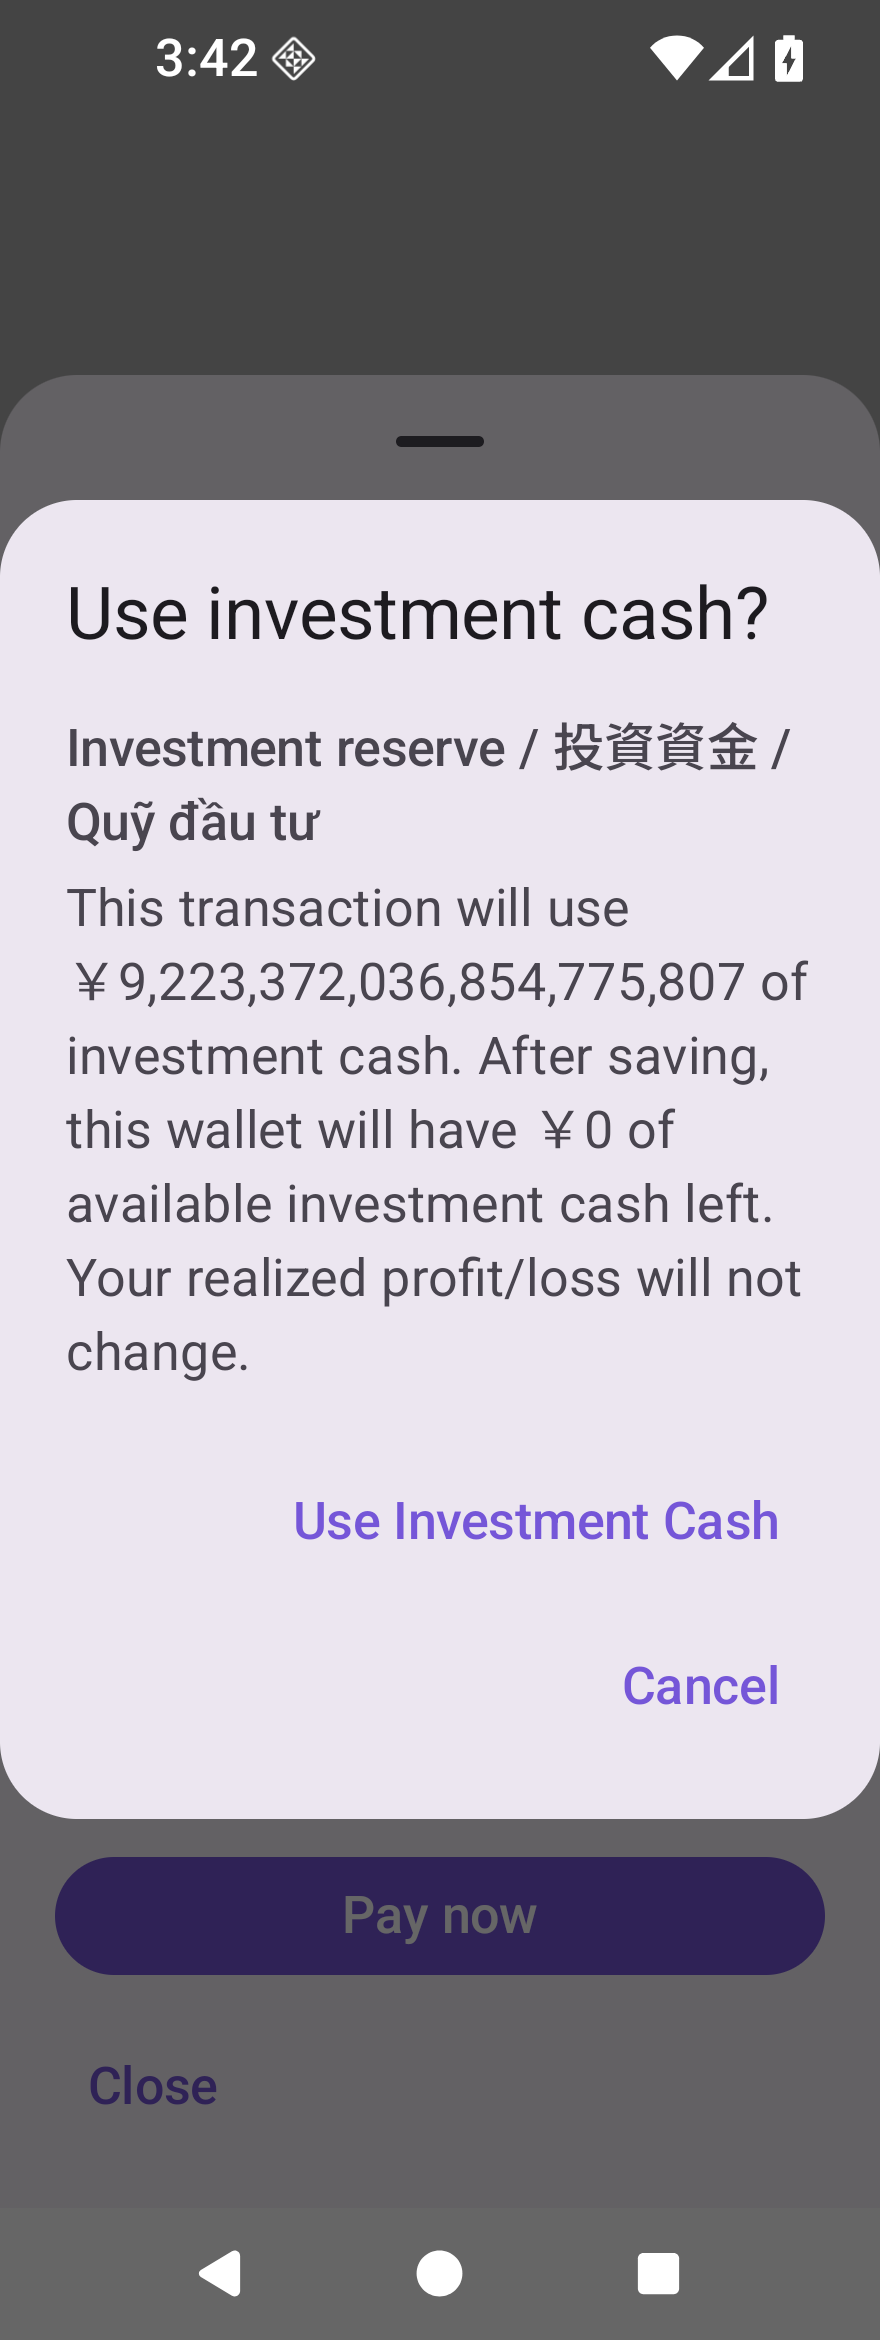 3:42
Use investment cash?
Investment reserve / 投資資金 /
Quỹ đầu tư
This transaction will use
￥9,223,372,036,854,775,807 of
investment cash. After saving,
this wallet will have ￥0 of
available investment cash left.
Your realized profit/loss will not
change.
Use Investment Cash
Cancel
Pay now
Close